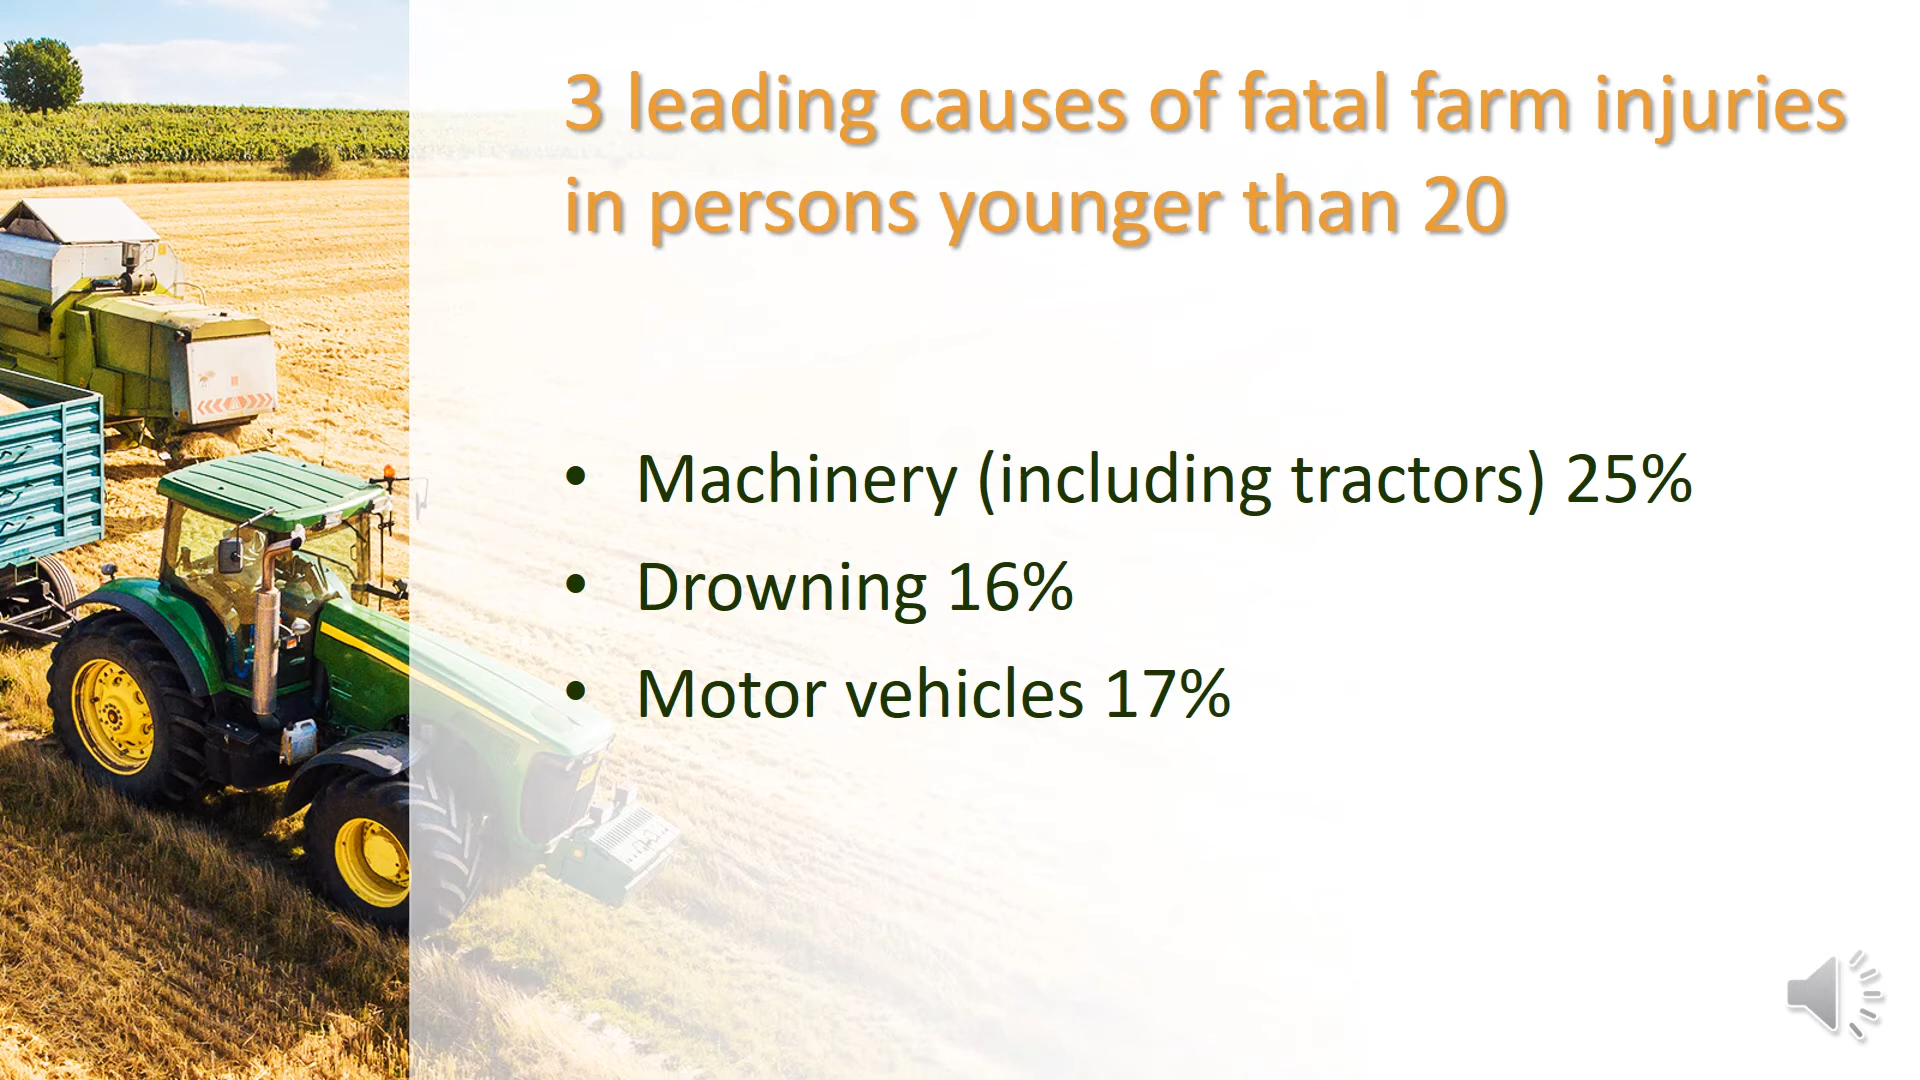 3 leading causes of fatal farm injuries
in persons younger than 20
• Machinery (including tractors) 25%
• Drowning 16%
• Motor vehicles 17%